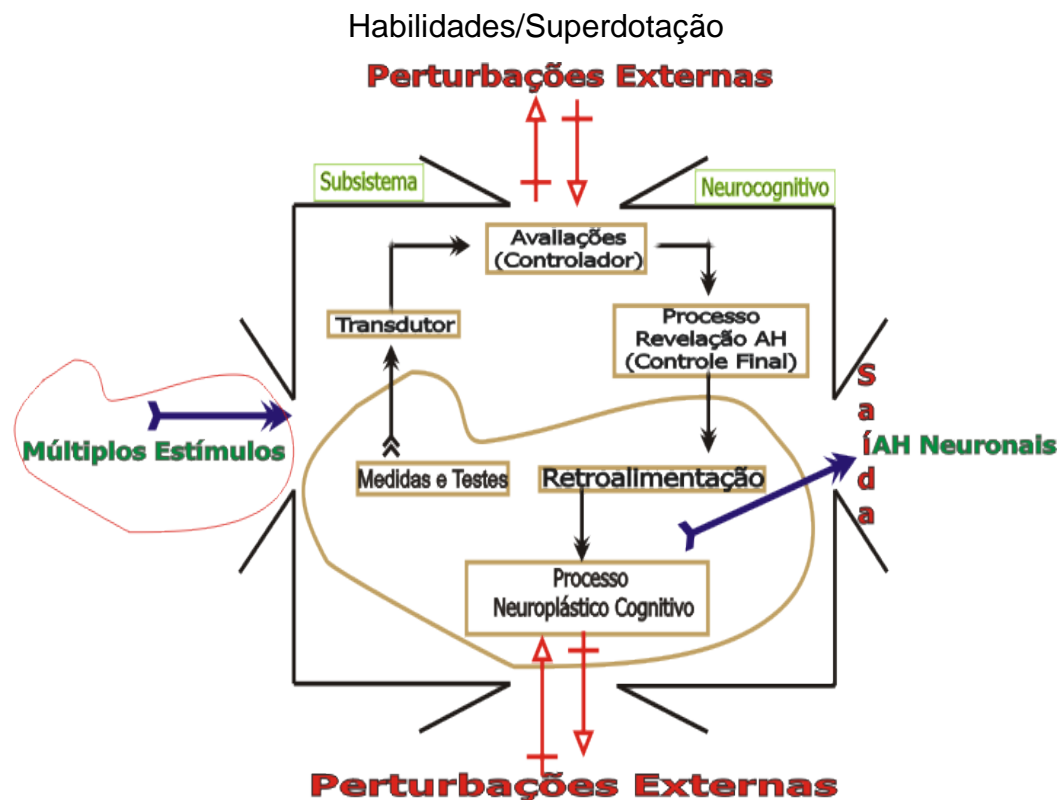 Habilidades/Superdotação
Perturbações Externas
Subsistema
Neurocognitivo
Avaliações
(Controlador)
Transdutor
Processo
Revelação AH
(Controle Final)
Múltiplos Estímulos
Medidas e Testes
Retroalimentação
Saída
AH Neuronais
Processo
Neuroplástico Cognitivo
Perturbações Externas